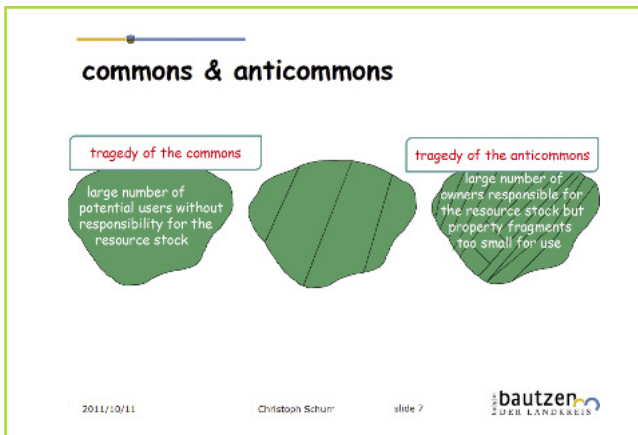 commons & anticommons
tragedy of the commons
large number of
potential users without
responsibility for the
resource stock
tragedy of the anticommons
large number of
owners responsible for
the resource stock but
property fragments
too small for use
2011/10/11
Christoph Schurr
slide 7
bautzen
DER LANDKREIS